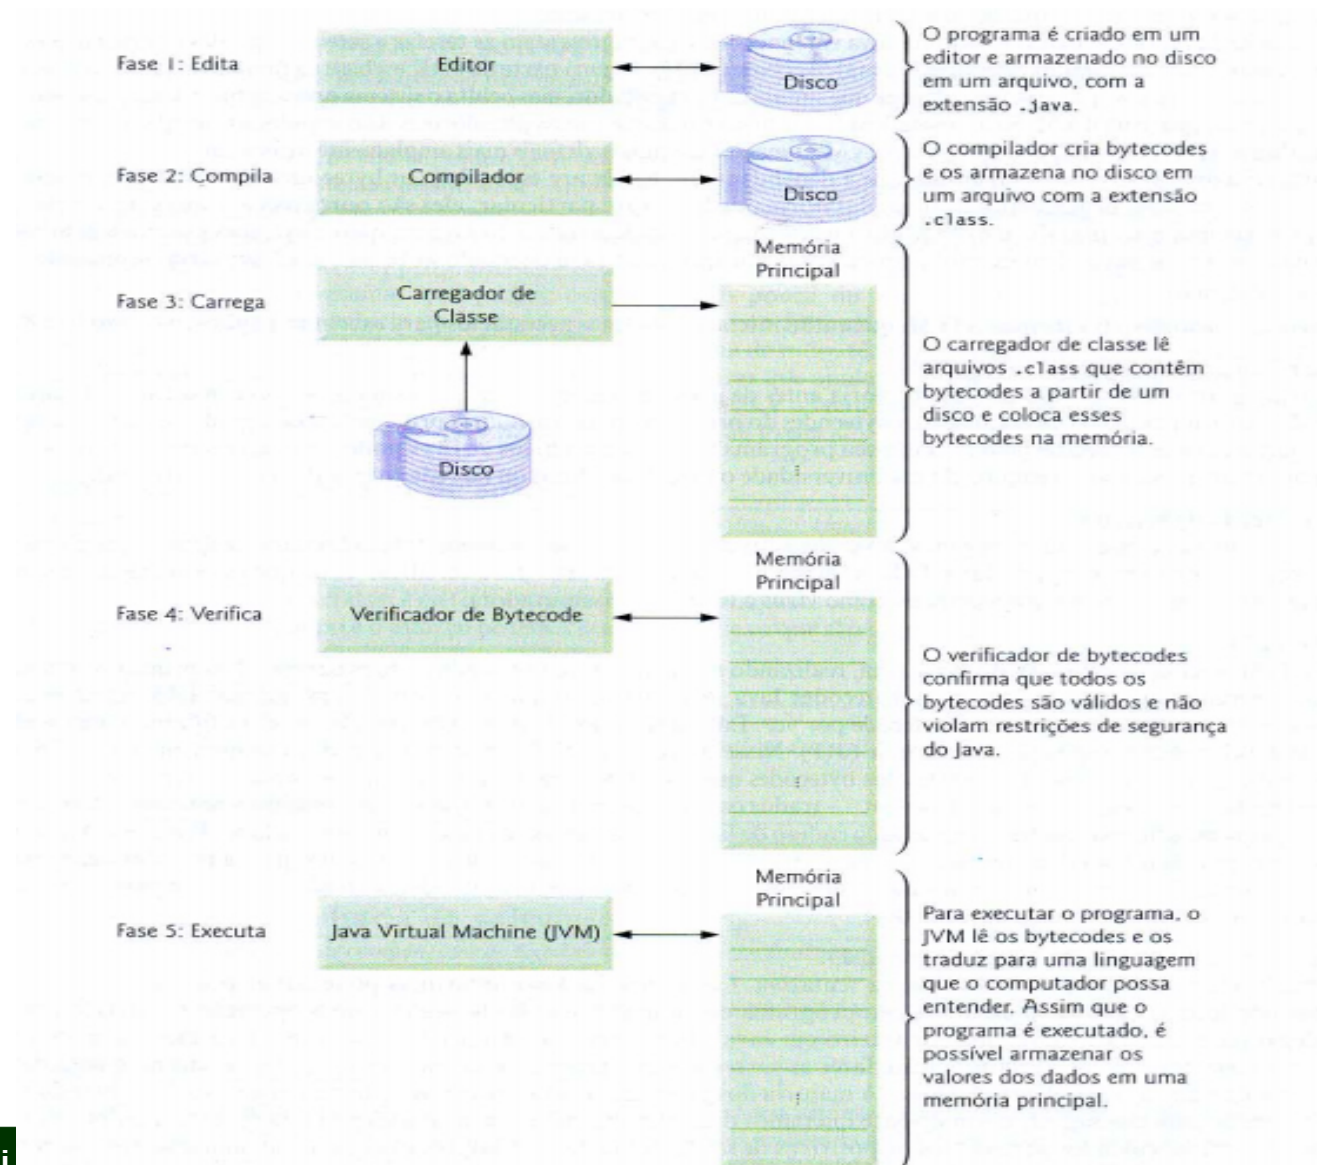 Fase 1: Edita
Editor
Disco
O programa é criado em um
editor e armazenado no disco
em um arquivo, com a
extensão .java.
Fase 2: Compila
Compilador
Disco
O compilador cria bytecodes
e os armazena no disco em
um arquivo com a extensão
.class.
Fase 3: Carrega
Carregador de
Classe
Disco
Memória
Principal
O carregador de classe lê
arquivos .class que contêm
bytecodes a partir de um
disco e coloca esses
bytecodes na memória.
Fase 4: Verifica
Verificador de Bytecode
Memória
Principal
O verificador de bytecodes
confirma que todos os
bytecodes são válidos e não
violam restrições de segurança
do Java.
Fase 5: Executa
Java Virtual Machine (JVM)
Memória
Principal
Para executar o programa, o
JVM lê os bytecodes e os
traduz para uma linguagem
que o computador possa
entender. Assim que o
programa é executado, é
possível armazenar os
valores dos dados em uma
memória principal.
i